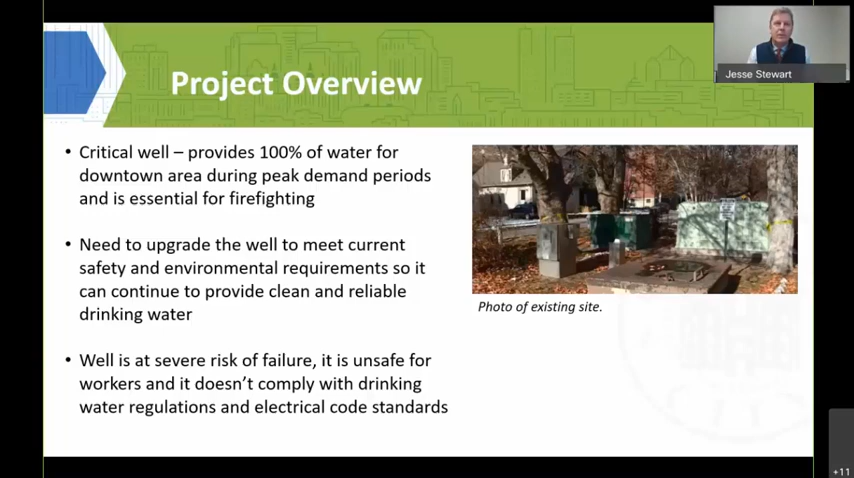 Jesse Stewart
Project Overview
• Critical well – provides 100% of water for
downtown area during peak demand periods
and is essential for firefighting
• Need to upgrade the well to meet current
safety and environmental requirements so it
can continue to provide clean and reliable
drinking water
• Well is at severe risk of failure, it is unsafe for
workers and it doesn’t comply with drinking
water regulations and electrical code standards
Photo of existing site.
+11